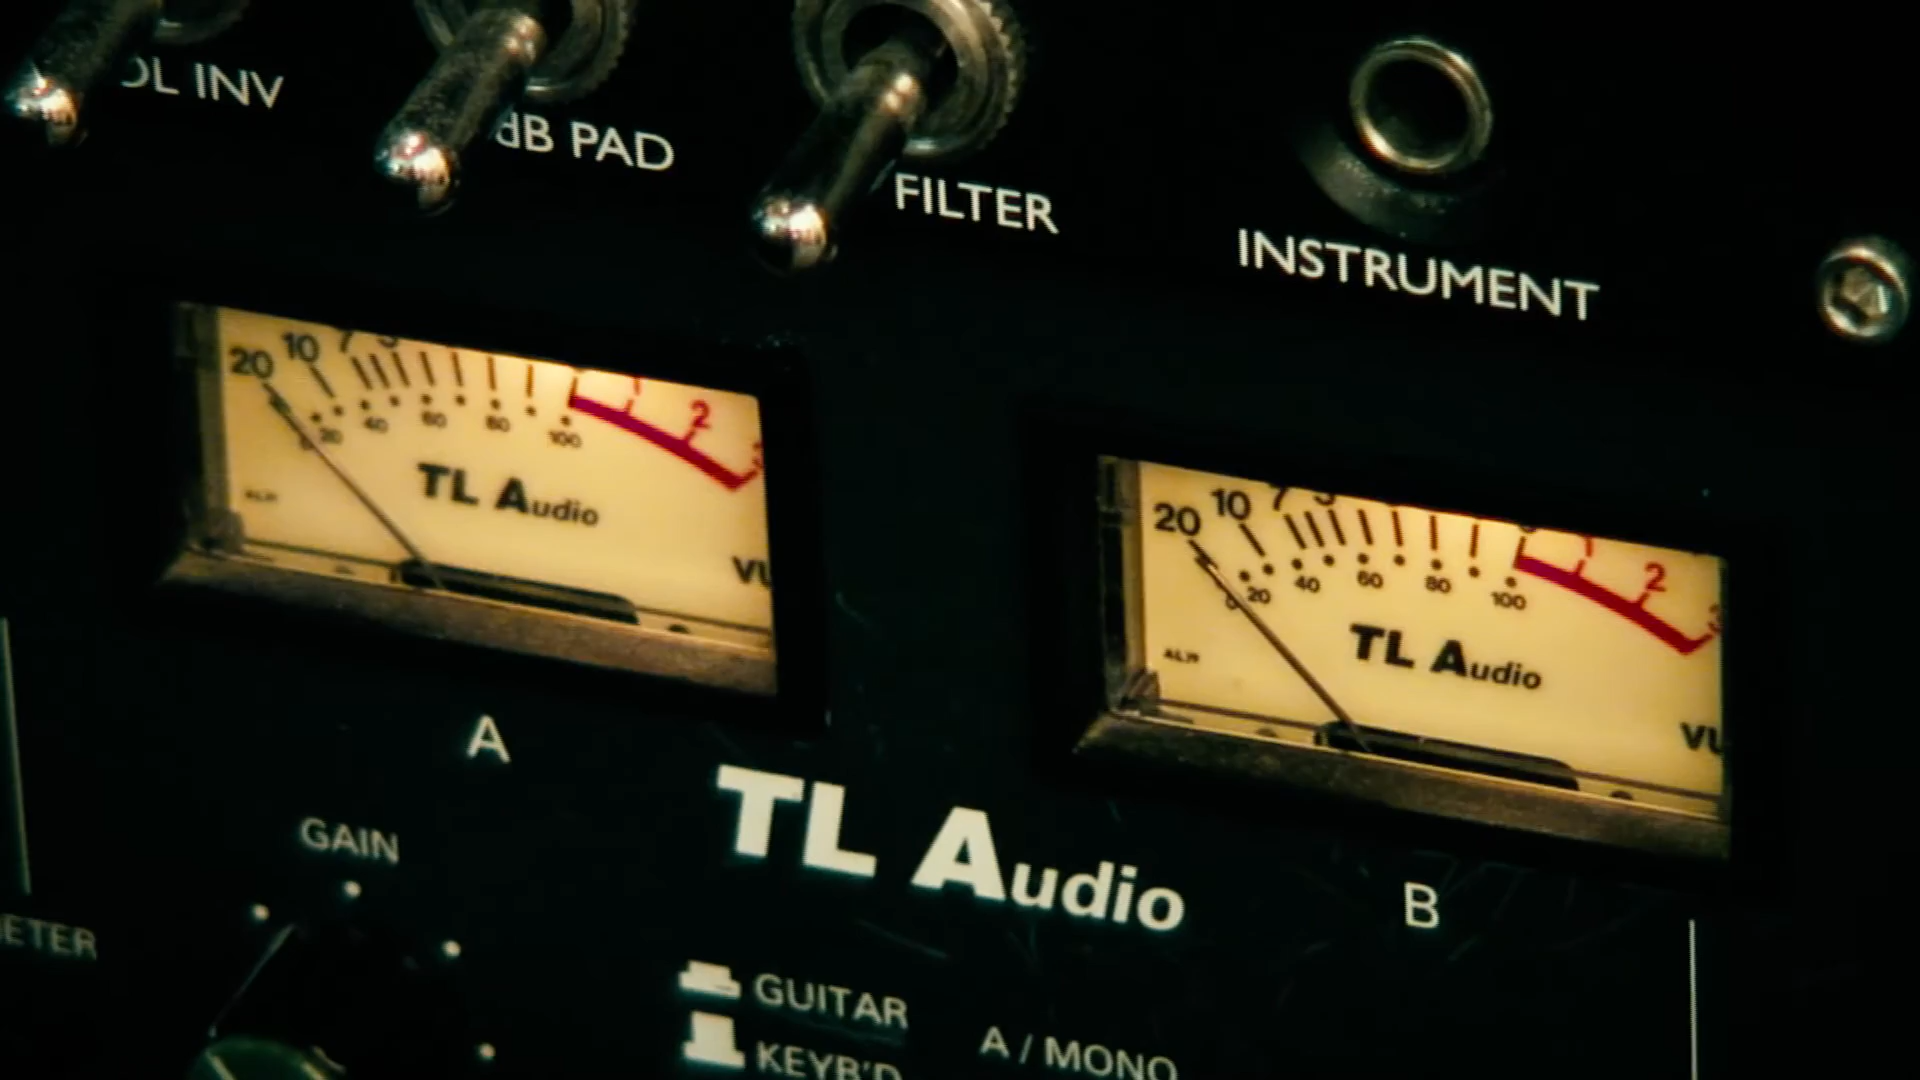 OL INV
dB PAD
FILTER
INSTRUMENT
20 10 7 5
1 2 3
20 40 60 80 100
TL Audio
VU
20 10 7 5
1 2 3
0 20 40 60 80 100
TL Audio
VU
A
B
TL Audio
GAIN
ETER
GUITAR
KEYB'D
A / MONO